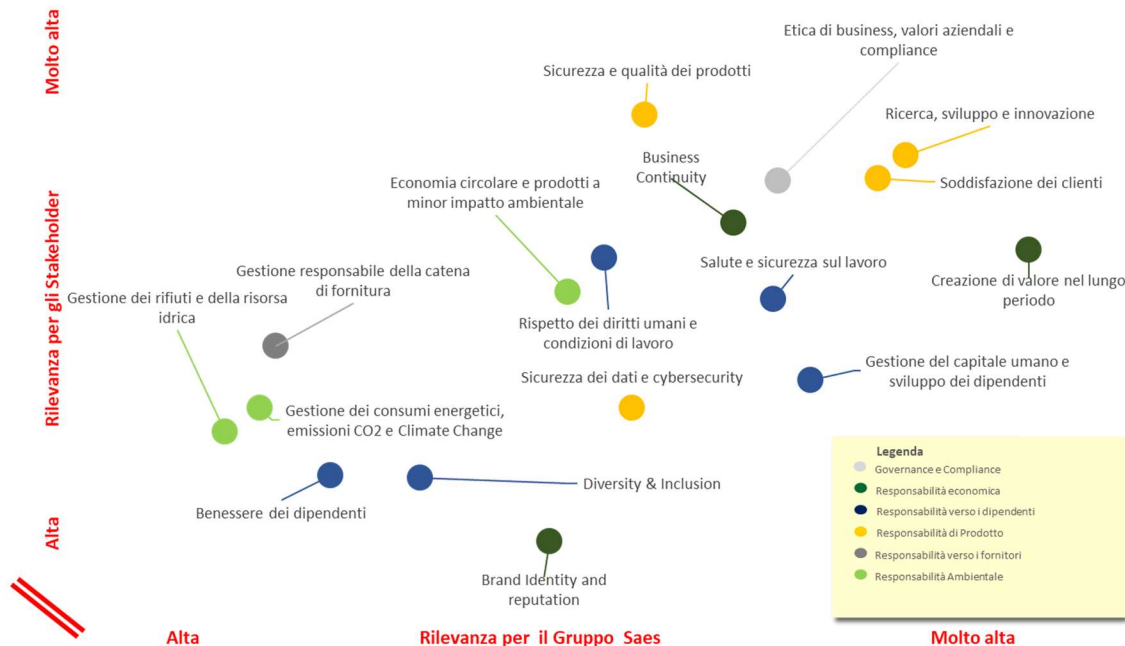 Molto alta
Rilevanza per gli Stakeholder
Alta
Etica di business, valori aziendali e
compliance
Sicurezza e qualità dei prodotti
Ricerca, sviluppo e innovazione
Business
Continuity
Economia circolare e prodotti a
minor impatto ambientale
Soddisfazione dei clienti
Gestione responsabile della catena
di fornitura
Salute e sicurezza sul lavoro
Creazione di valore nel lungo
periodo
Gestione dei rifiuti e della risorsa
idrica
Rispetto dei diritti umani e
condizioni di lavoro
Gestione del capitale umano e
sviluppo dei dipendenti
Sicurezza dei dati e cybersecurity
Gestione dei consumi energetici,
emissioni CO2 e Climate Change
Diversity & Inclusion
Benessere dei dipendenti
Brand Identity and
reputation
Legenda
Governance e Compliance
Responsabilità economica
Responsabilità verso i dipendenti
Responsabilità di Prodotto
Responsabilità verso i fornitori
Responsabilità Ambientale
Alta
Rilevanza per il Gruppo Saes
Molto alta